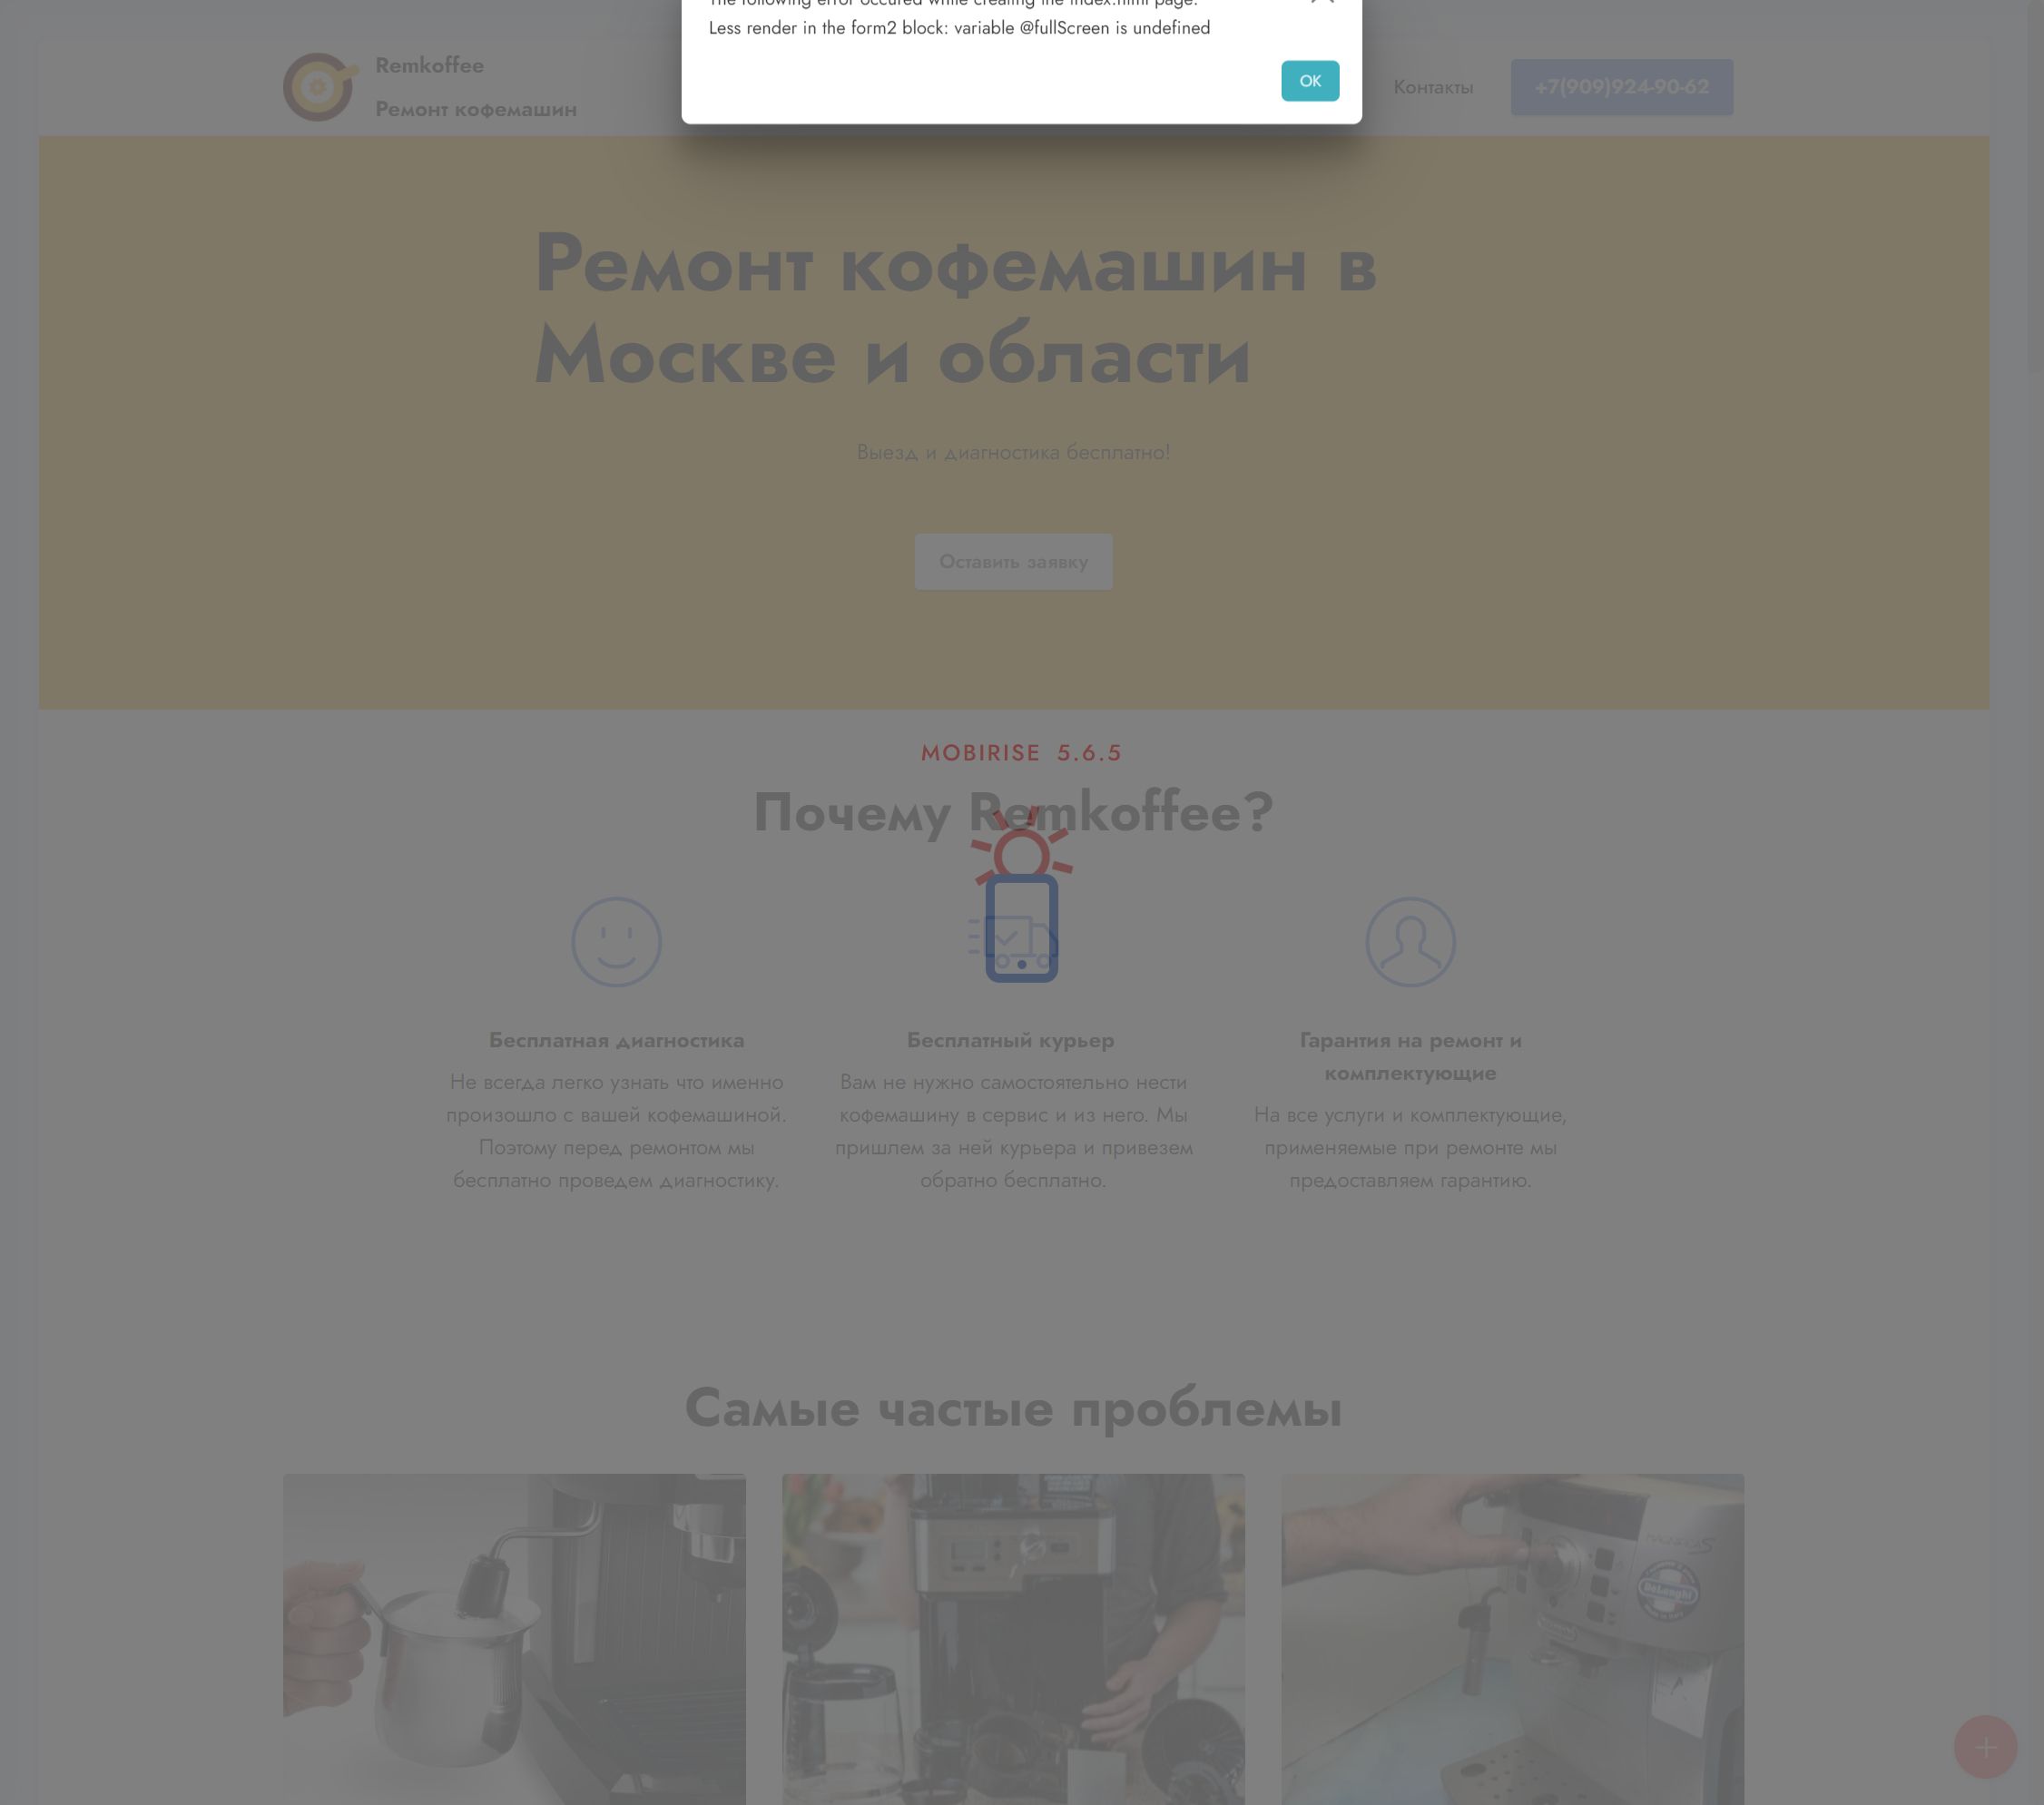 The following error occured while creating the index.html page:
Less render in the form2 block: variable @fullScreen is undefined
OK
Remkoffee
Ремонт кофемашин
Контакты
+7(909)924-90-62
Ремонт кофемашин в
Москве и области
Выезд и диагностика бесплатно!
Оставить заявку
MOBIRISE 5.6.5
Почему Remkoffee?
Бесплатная диагностика
Не всегда легко узнать что именно
произошло с вашей кофемашиной.
Поэтому перед ремонтом мы
бесплатно проведем диагностику.
Бесплатный курьер
Вам не нужно самостоятельно нести
кофемашину в сервис и из него. Мы
пришлем за ней курьера и привезем
обратно бесплатно.
Гарантия на ремонт и
комплектующие
На все услуги и комплектующие,
применяемые при ремонте мы
предоставляем гарантию.
Самые частые проблемы
DeLonghi